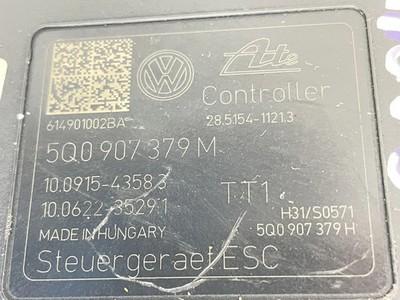 Ate
Controller
614901002BA
28.5154-1121.3
5Q0 907 379 M
10.0915-4358.3
TT1
10.0622-3529.1
H31/S0571
MADE IN HUNGARY
5Q0 907 379 H
Steuergeraet ESC